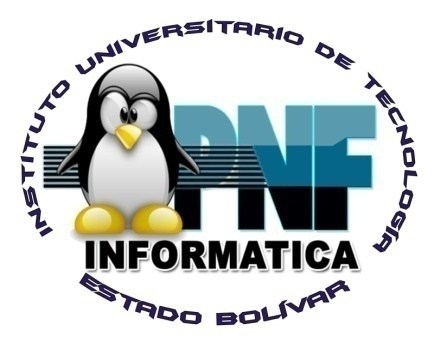 INSTITUTO UNIVERSITARIO DE TECNOLOGÍA
PNF
INFORMATICA
ESTADO BOLÍVAR